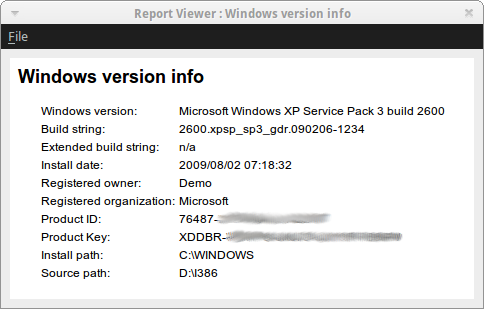 Report Viewer : Windows version info
File
Windows version info
Windows version: Microsoft Windows XP Service Pack 3 build 2600
Build string: 2600.xpsp_sp3_gdr.090206-1234
Extended build string: n/a
Install date: 2009/08/02 07:18:32
Registered owner: Demo
Registered organization: Microsoft
Product ID: 76487-
Product Key: XDDBR-
Install path: C:\WINDOWS
Source path: D:\I386